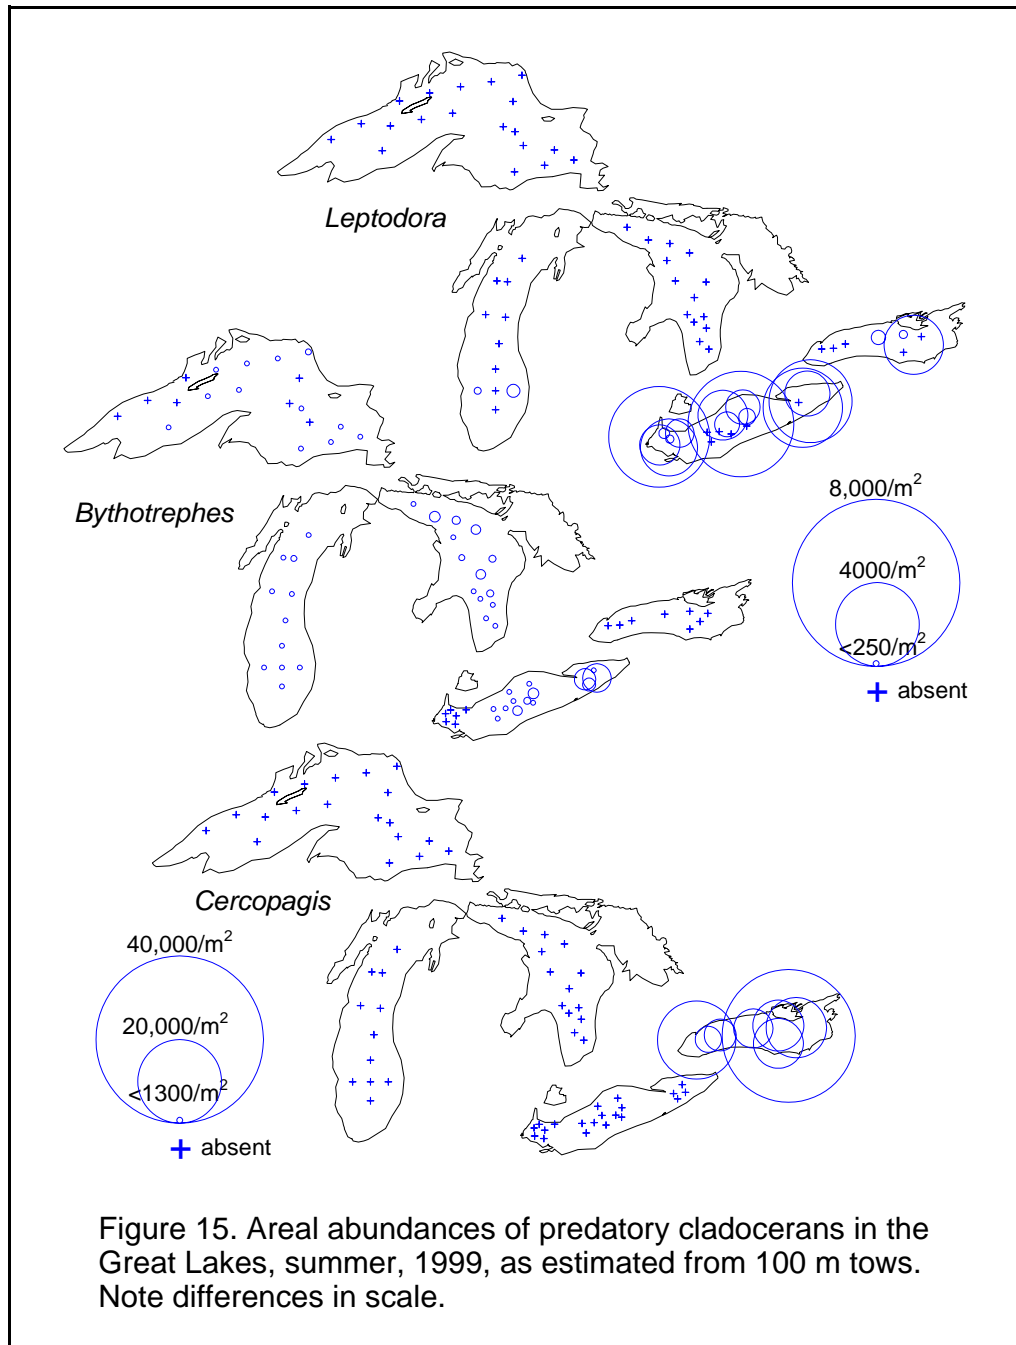 Leptodora
Bythotrephes
8,000/m²
4000/m²
<250/m²
+ absent
Cercopagis
40,000/m²
20,000/m²
<1300/m²
+ absent
Figure 15. Areal abundances of predatory cladocerans in the
Great Lakes, summer, 1999, as estimated from 100 m tows.
Note differences in scale.